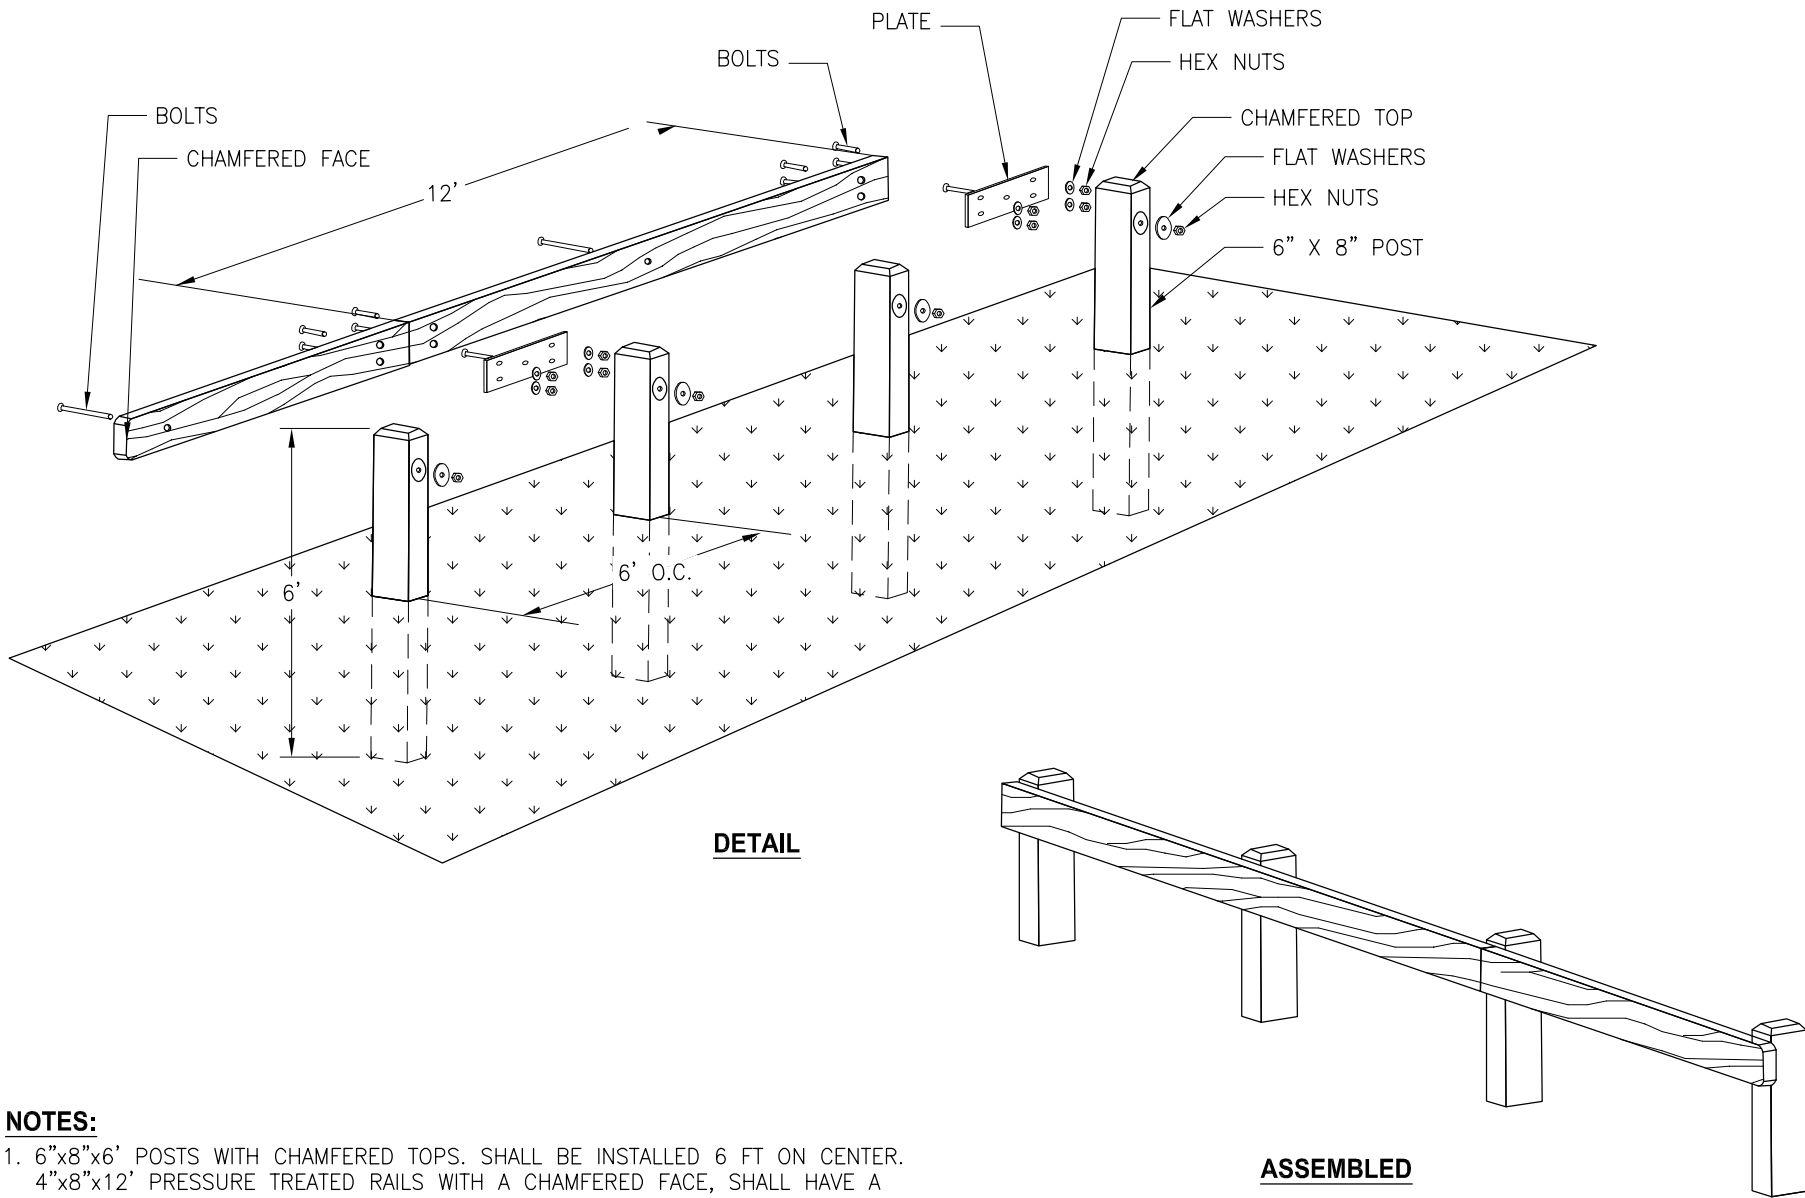 PLATE
FLAT WASHERS
BOLTS
HEX NUTS
BOLTS
CHAMFERED TOP
CHAMFERED FACE
FLAT WASHERS
12'
HEX NUTS
6” X 8” POST
6' O.C.
6'
DETAIL
NOTES:
1. 6”x8”x6' POSTS WITH CHAMFERED TOPS. SHALL BE INSTALLED 6 FT ON CENTER.
4”x8”x12' PRESSURE TREATED RAILS WITH A CHAMFERED FACE, SHALL HAVE A
ASSEMBLED